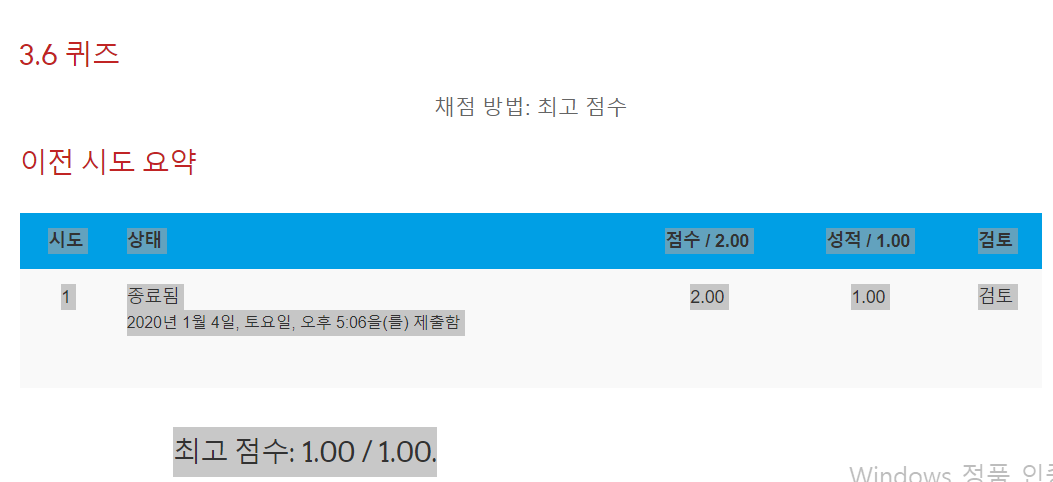 3.6 퀴즈
채점 방법: 최고 점수
이전 시도 요약
시도 상태 점수 / 2.00 성적 / 1.00 검토
1 종료됨 2.00 1.00 검토
2020년 1월 4일, 토요일, 오후 5:06을(를) 제출함
최고 점수: 1.00 / 1.00.
Windows 정품 인증